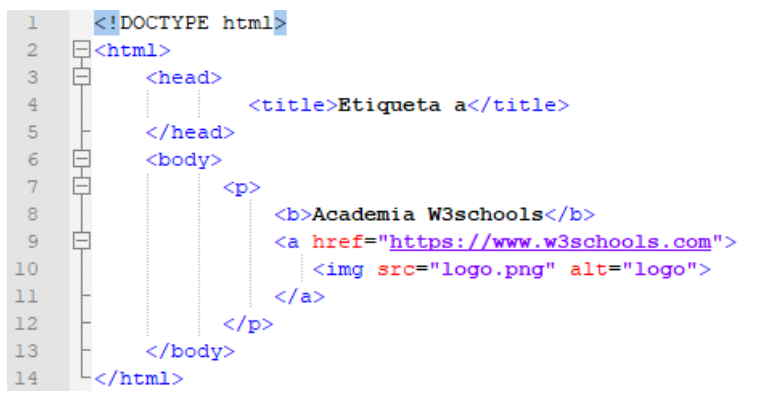 1 <!DOCTYPE html>
2 <html>
3 <head>
4 <title>Etiqueta a</title>
5 </head>
6 <body>
7 <p>
8 <b>Academia W3schools</b>
9 <a href="https://www.w3schools.com">
10 <img src="logo.png" alt="logo">
11 </a>
12 </p>
13 </body>
14 </html>